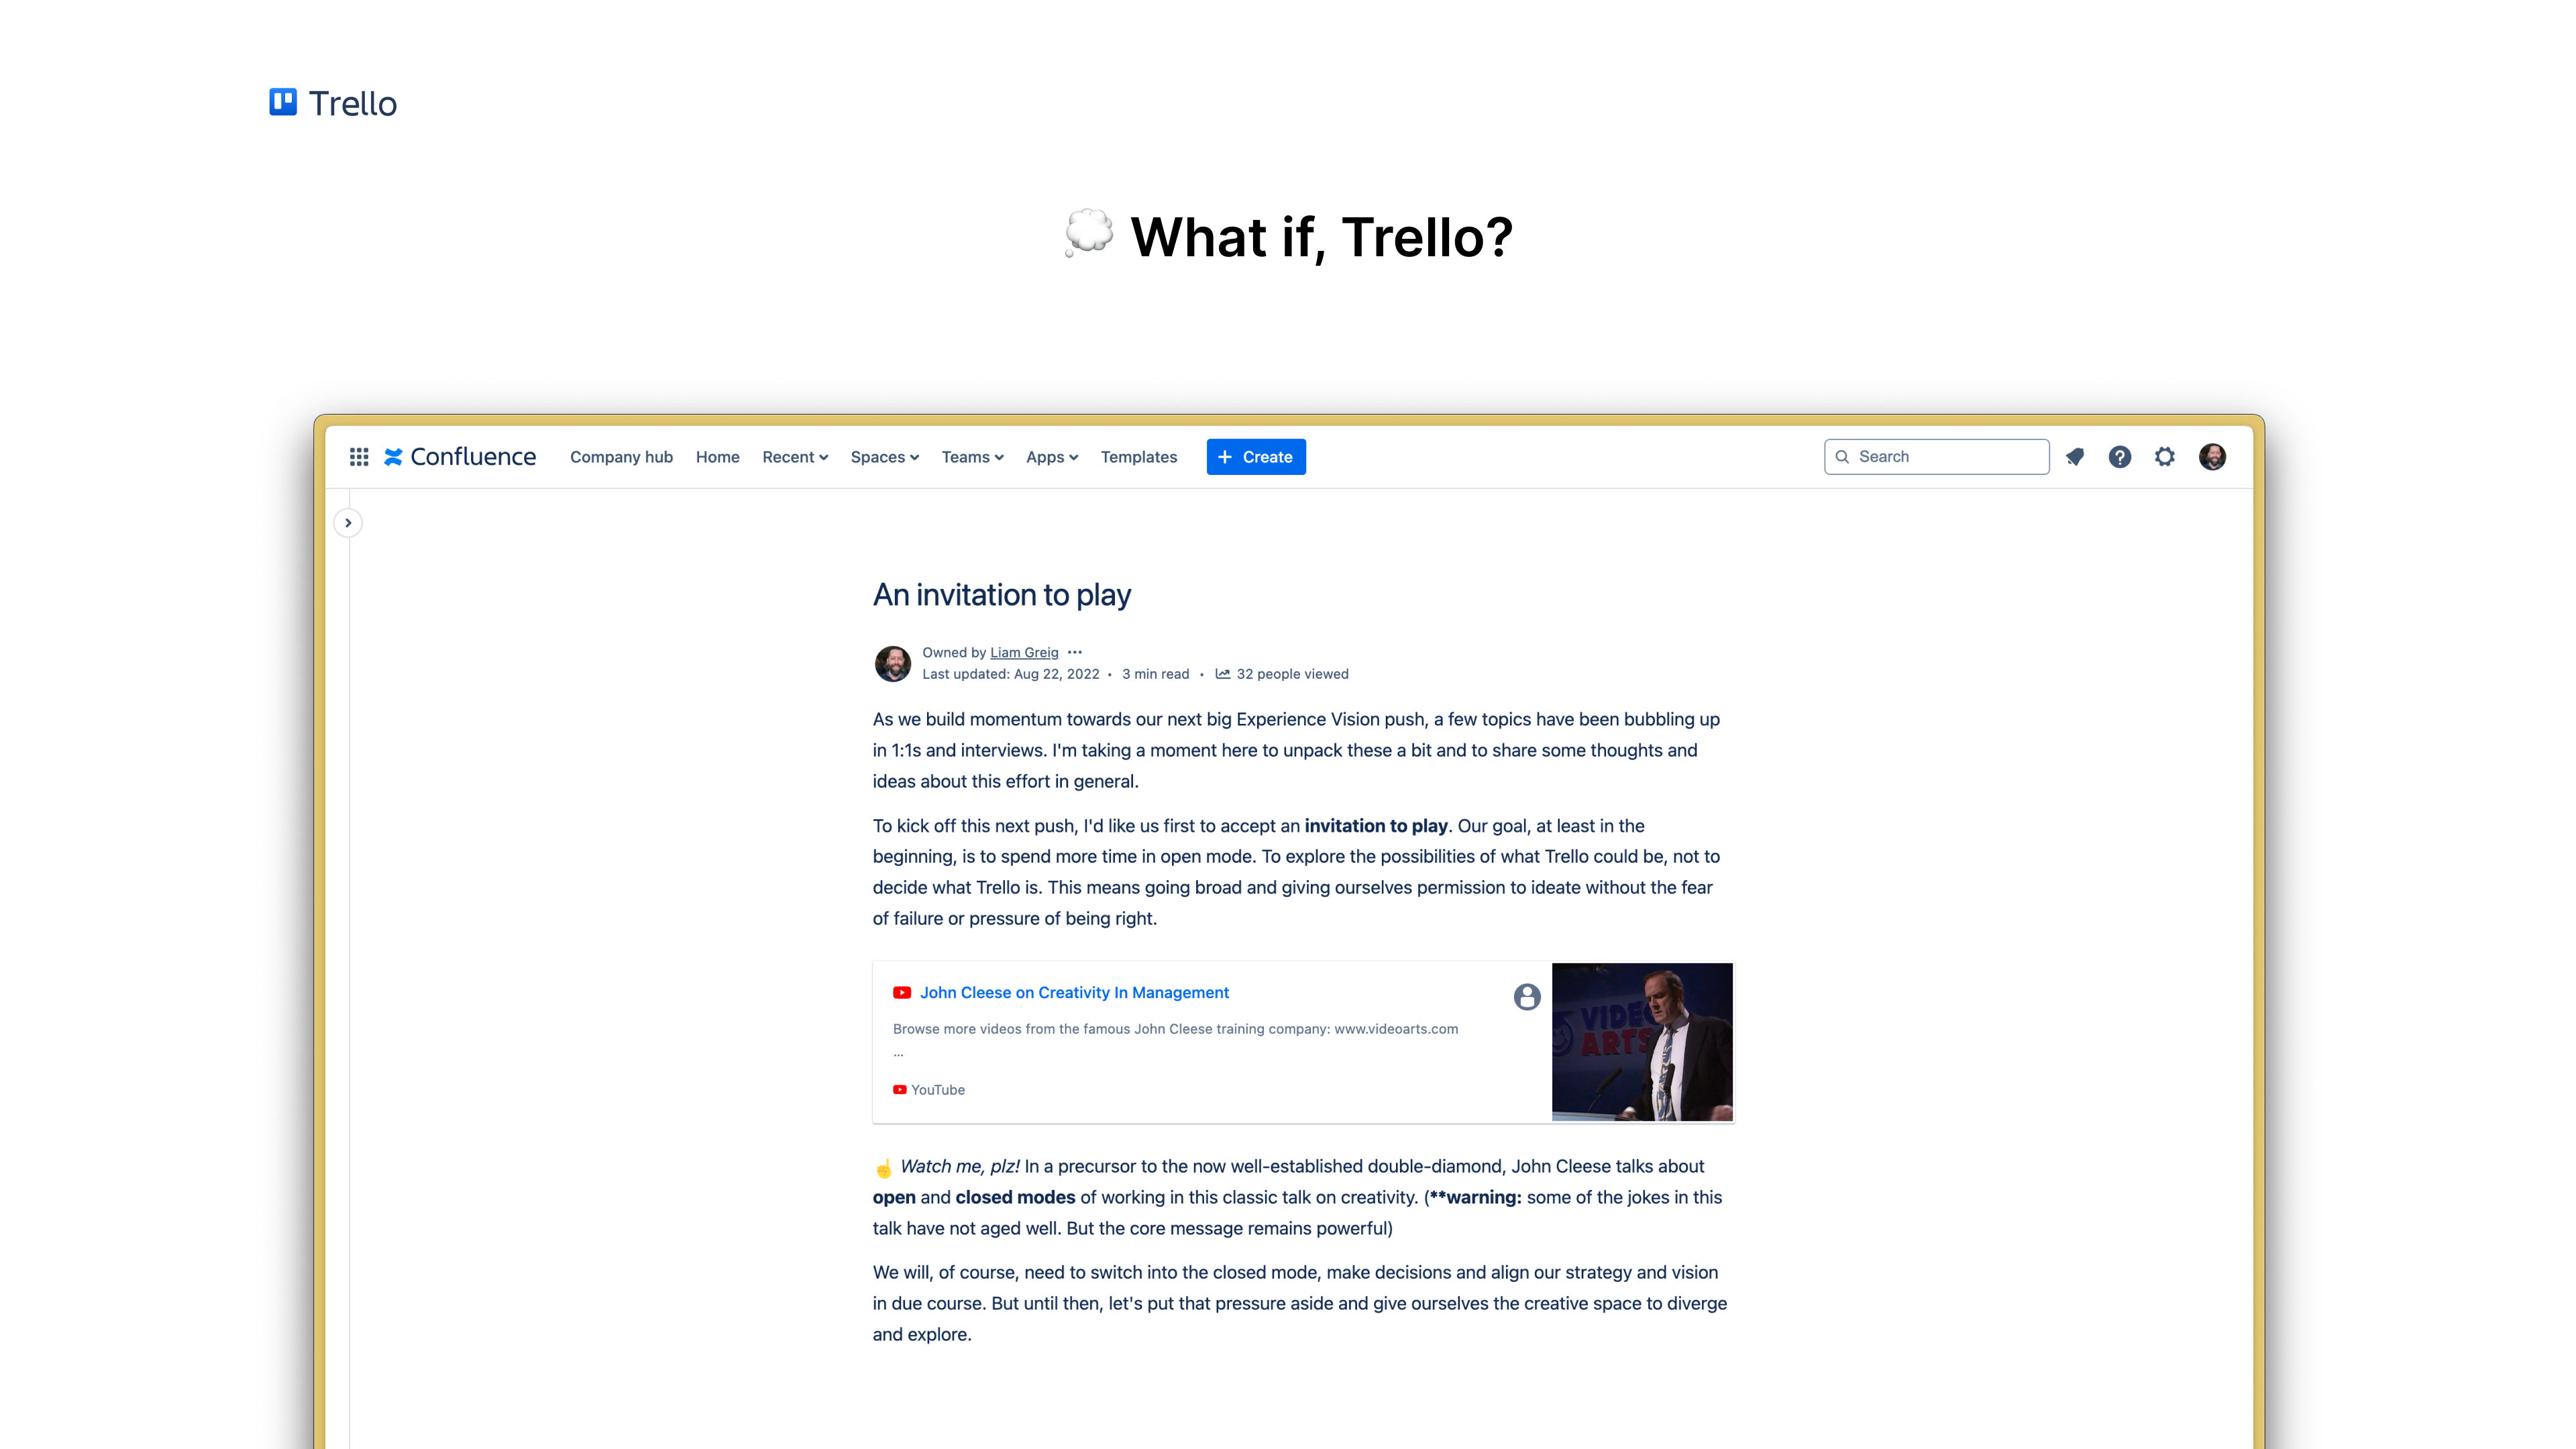 Trello
💭 What if, Trello?
Confluence Company hub Home Recent Spaces Teams Apps Templates + Create Search
An invitation to play
Owned by Liam Greig •••
Last updated: Aug 22, 2022 • 3 min read • 32 people viewed
As we build momentum towards our next big Experience Vision push, a few topics have been bubbling up
in 1:1s and interviews. I'm taking a moment here to unpack these a bit and to share some thoughts and
ideas about this effort in general.
To kick off this next push, I'd like us first to accept an invitation to play. Our goal, at least in the
beginning, is to spend more time in open mode. To explore the possibilities of what Trello could be, not to
decide what Trello is. This means going broad and giving ourselves permission to ideate without the fear
of failure or pressure of being right.
John Cleese on Creativity In Management
Browse more videos from the famous John Cleese training company: www.videoarts.com
...
YouTube
VIDEO
ARTS
☝️ Watch me, plz! In a precursor to the now well-established double-diamond, John Cleese talks about
open and closed modes of working in this classic talk on creativity. (**warning: some of the jokes in this
talk have not aged well. But the core message remains powerful)
We will, of course, need to switch into the closed mode, make decisions and align our strategy and vision
in due course. But until then, let's put that pressure aside and give ourselves the creative space to diverge
and explore.